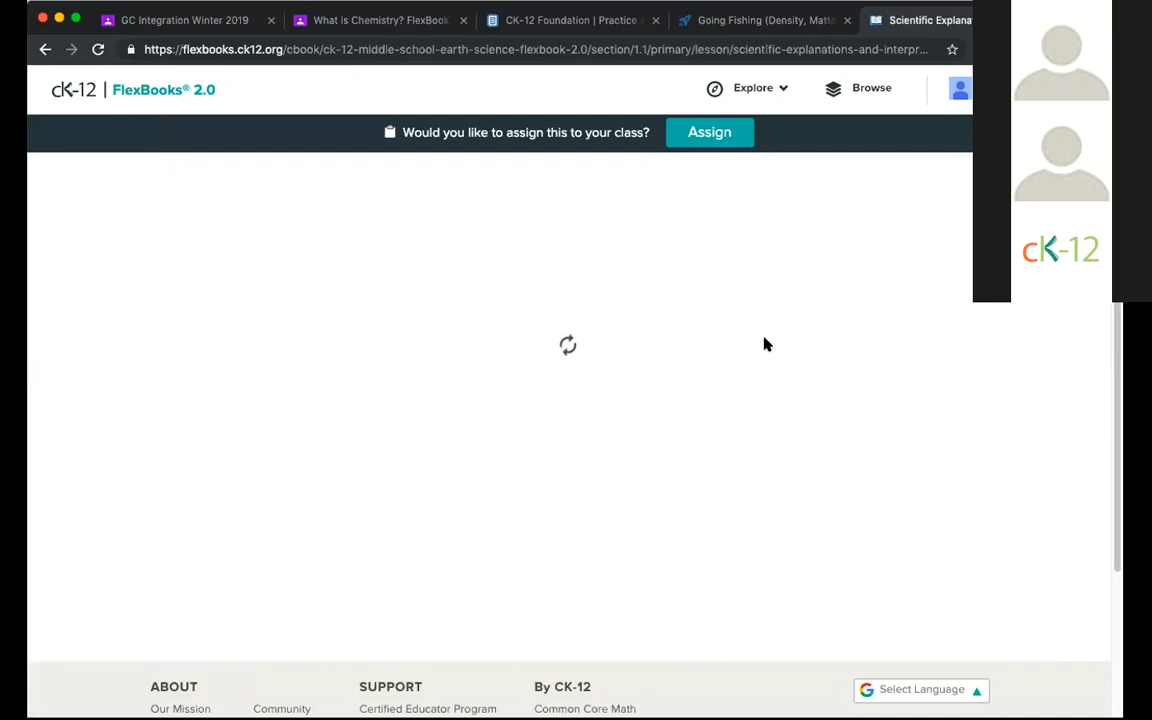 GC Integration Winter 2019
What is Chemistry? FlexBook
CK-12 Foundation | Practice
Going Fishing (Density, Matte
Scientific Explana
https://flexbooks.ck12.org/cbook/ck-12-middle-school-earth-science-flexbook-2.0/section/1.1/primary/lesson/scientific-explanations-and-interpr...
cK-12 | FlexBooks® 2.0
Explore
Browse
Would you like to assign this to your class?
Assign
cK-12
ABOUT
SUPPORT
By CK-12
Select Language
Our Mission
Community
Certified Educator Program
Common Core Math